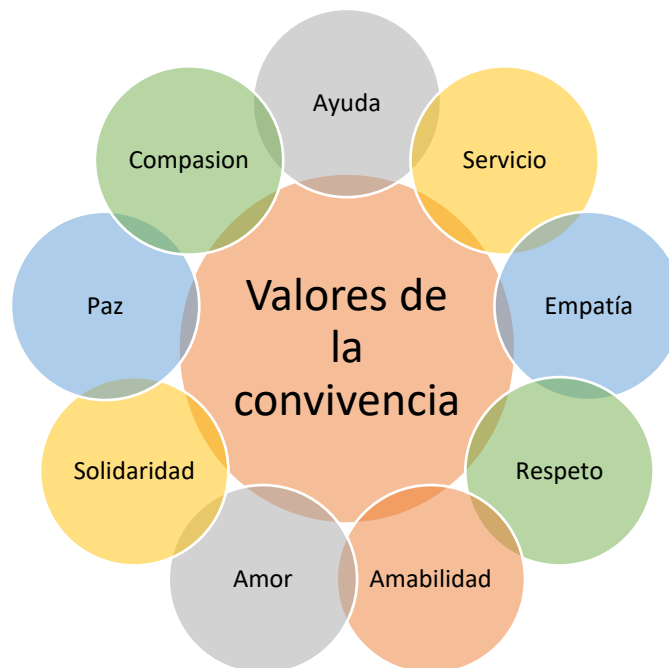 Ayuda
Servicio
Empatía
Respeto
Amabilidad
Amor
Solidaridad
Paz
Compasion
Valores de
la
convivencia